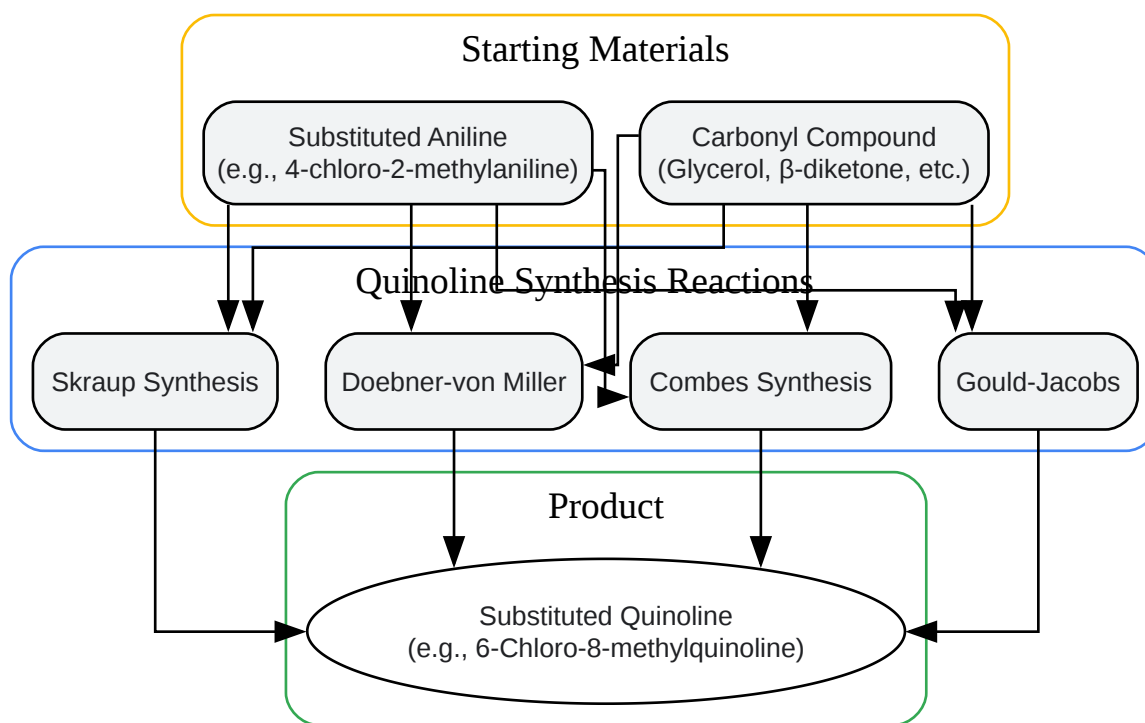 Starting Materials
Substituted Aniline
(e.g., 4-chloro-2-methylaniline)
Carbonyl Compound
(Glycerol, β-diketone, etc.)
Quinoline Synthesis Reactions
Skraup Synthesis
Doebner-von Miller
Combes Synthesis
Gould-Jacobs
Product
Substituted Quinoline
(e.g., 6-Chloro-8-methylquinoline)